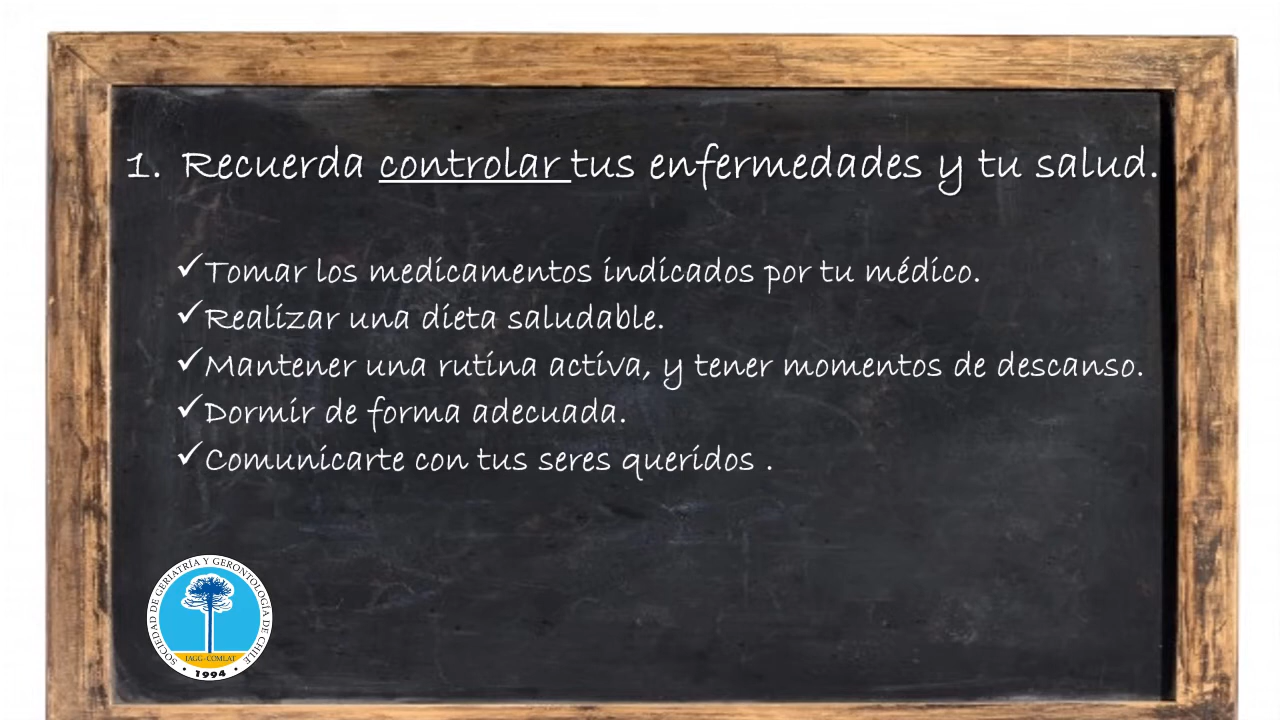 1. Recuerda controlar tus enfermedades y tu salud.
✓Tomar los medicamentos indicados por tu médico.
✓Realizar una dieta saludable.
✓Mantener una rutina activa, y tener momentos de descanso.
✓Dormir de forma adecuada.
✓Comunicarte con tus seres queridos .
SOCIEDAD DE GERIATRÍA Y GERONTOLOGÍA DE CHILE
IAGG-COMLAT
• 1994 •